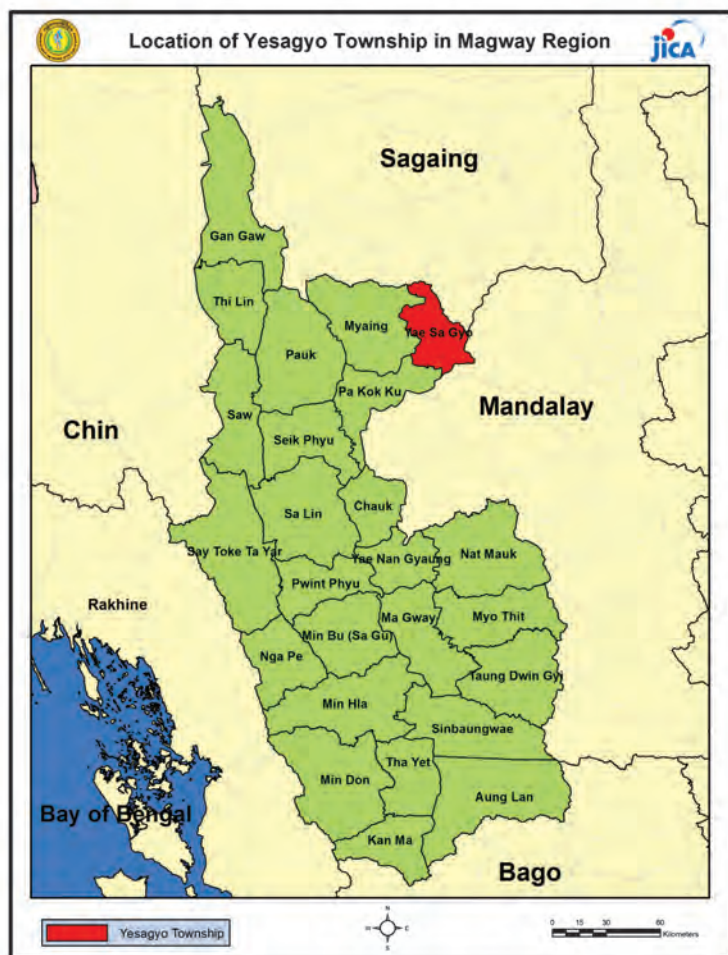 Location of Yesagyo Township in Magway Region
jica
Sagaing
Gan Gaw
Thi Lin
Myaing
Yae Sa Gyo
Pauk
Pa Kok Ku
Mandalay
Saw
Chin
Seik Phyu
Chauk
Sa Lin
Say Toke Ta Yar
Yae Nan Gyaung
Nat Mauk
Pwint Phyu
Rakhine
Ma Gway
Myo Thit
Min Bu (Sa Gu)
Nga Pe
Taung Dwin Gyi
Min Hla
Sinbaungwae
Tha Yet
Min Don
Aung Lan
Bay of Bengal
Kan Ma
Bago
Yesagyo Township
N
W E
S
0 15 30 60
Kilometers